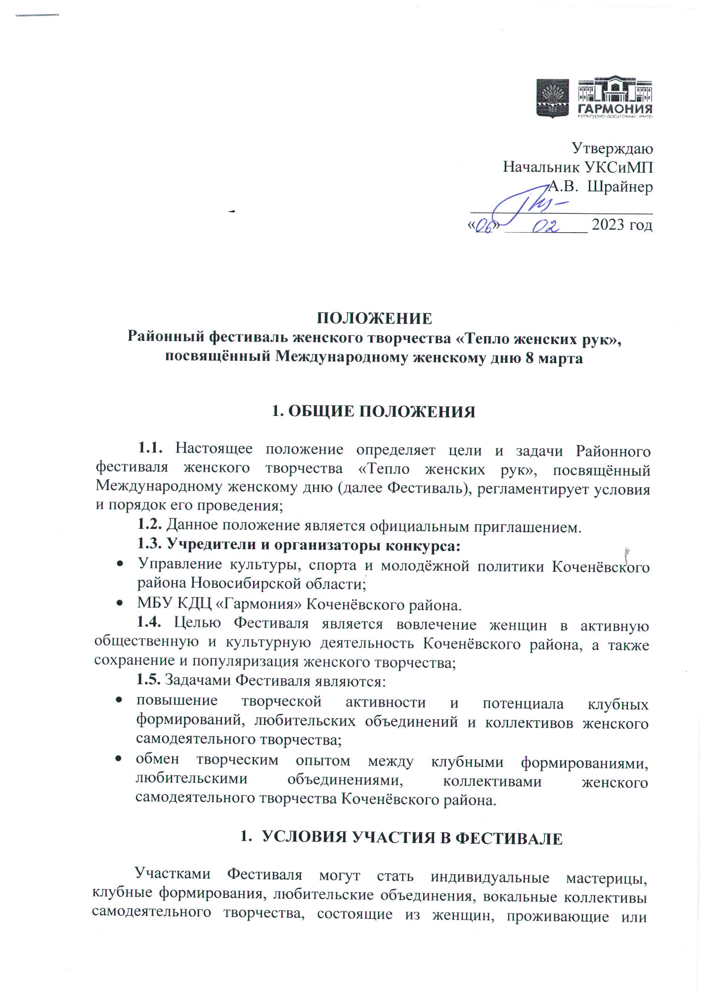 ГАРМОНИЯ
культурно-досуговый центр
Утверждаю
Начальник УКСиМП
А.В. Шрайнер
«06» 02 2023 год
ПОЛОЖЕНИЕ
Районный фестиваль женского творчества «Тепло женских рук»,
посвящённый Международному женскому дню 8 марта
1. ОБЩИЕ ПОЛОЖЕНИЯ
1.1. Настоящее положение определяет цели и задачи Районного
фестиваля женского творчества «Тепло женских рук», посвящённый
Международному женскому дню (далее Фестиваль), регламентирует условия
и порядок его проведения;
1.2. Данное положение является официальным приглашением.
1.3. Учредители и организаторы конкурса:
• Управление культуры, спорта и молодёжной политики Коченёвского
района Новосибирской области;
• МБУ КДЦ «Гармония» Коченёвского района.
1.4. Целью Фестиваля является вовлечение женщин в активную
общественную и культурную деятельность Коченёвского района, а также
сохранение и популяризация женского творчества;
1.5. Задачами Фестиваля являются:
• повышение творческой активности и потенциала клубных
формирований, любительских объединений и коллективов женского
самодеятельного творчества;
• обмен творческим опытом между клубными формированиями,
любительскими объединениями, коллективами женского
самодеятельного творчества Коченёвского района.
1. УСЛОВИЯ УЧАСТИЯ В ФЕСТИВАЛЕ
Участками Фестиваля могут стать индивидуальные мастерицы,
клубные формирования, любительские объединения, вокальные коллективы
самодеятельного творчества, состоящие из женщин, проживающие или